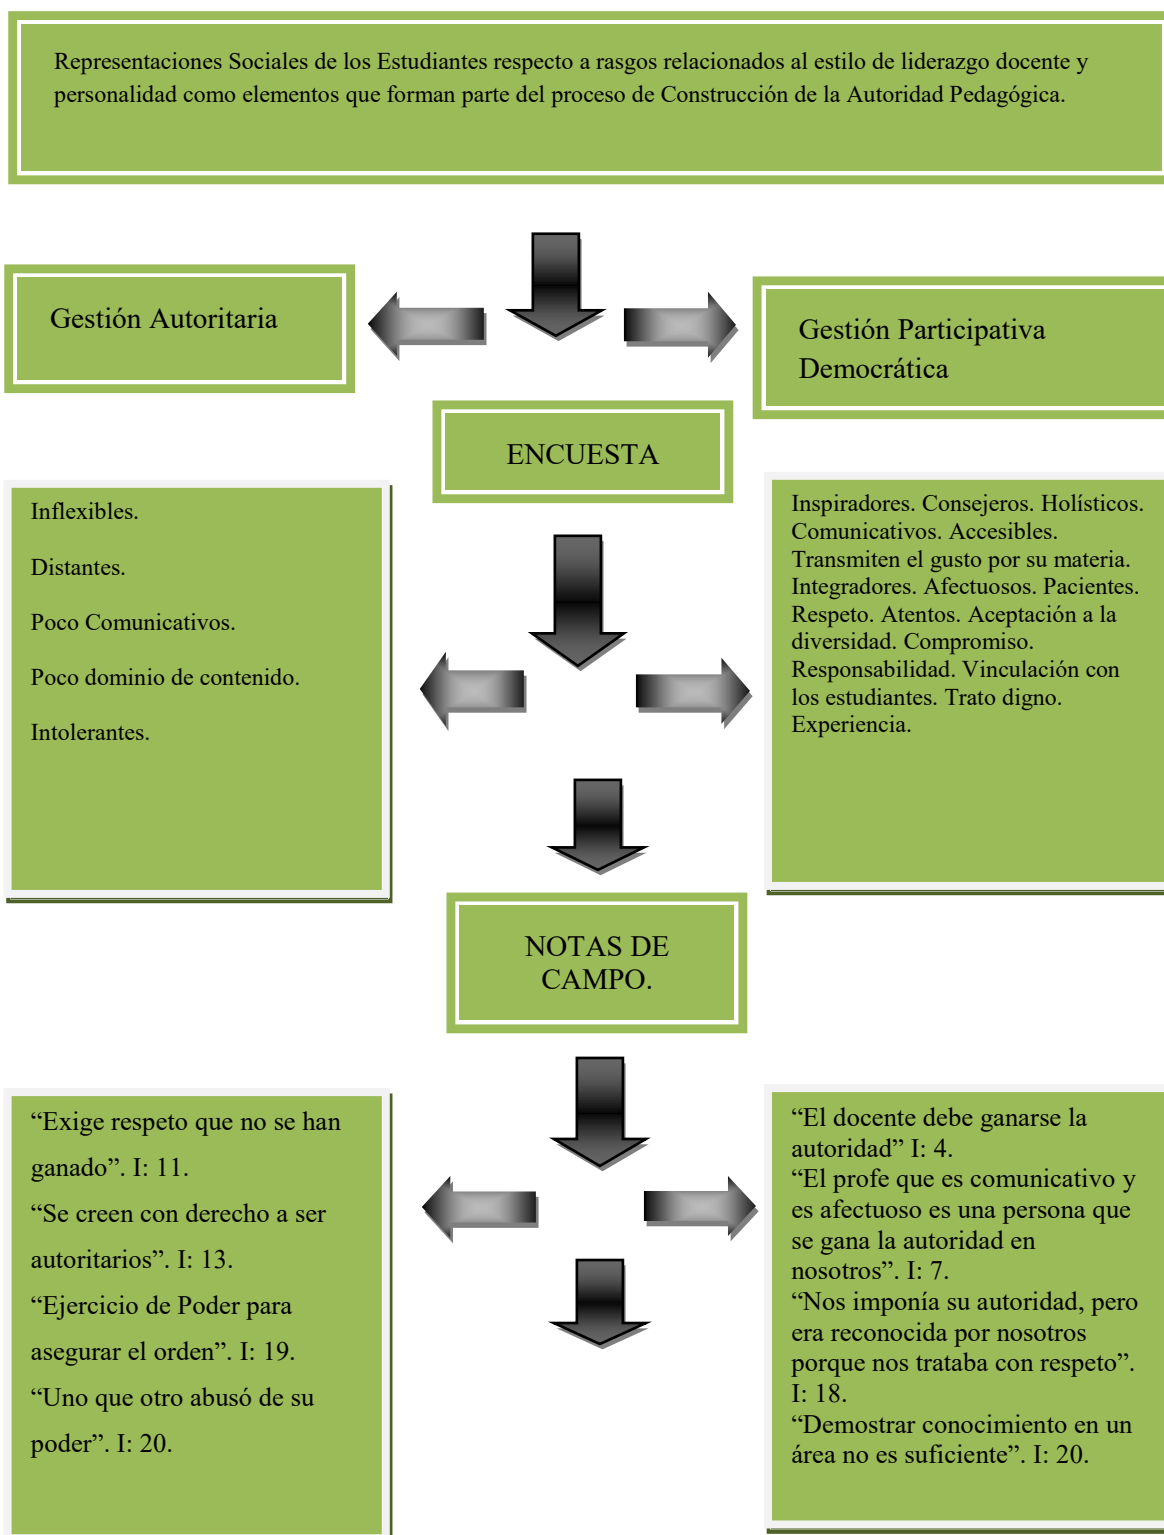 Representaciones Sociales de los Estudiantes respecto a rasgos relacionados al estilo de liderazgo docente y
personalidad como elementos que forman parte del proceso de Construcción de la Autoridad Pedagógica.
Gestión Autoritaria
Gestión Participativa
Democrática
ENCUESTA
Inflexibles.
Distantes.
Poco Comunicativos.
Poco dominio de contenido.
Intolerantes.
Inspiradores. Consejeros. Holísticos.
Comunicativos. Accesibles.
Transmiten el gusto por su materia.
Integradores. Afectuosos. Pacientes.
Respeto. Atentos. Aceptación a la
diversidad. Compromiso.
Responsabilidad. Vinculación con
los estudiantes. Trato digno.
Experiencia.
NOTAS DE
CAMPO.
“Exige respeto que no se han
ganado”. I: 11.
“Se creen con derecho a ser
autoritarios”. I: 13.
“Ejercicio de Poder para
asegurar el orden”. I: 19.
“Uno que otro abusó de su
poder”. I: 20.
“El docente debe ganarse la
autoridad” I: 4.
“El profe que es comunicativo y
es afectuoso es una persona que
se gana la autoridad en
nosotros”. I: 7.
“Nos imponía su autoridad, pero
era reconocida por nosotros
porque nos trataba con respeto”.
I: 18.
“Demostrar conocimiento en un
área no es suficiente”. I: 20.